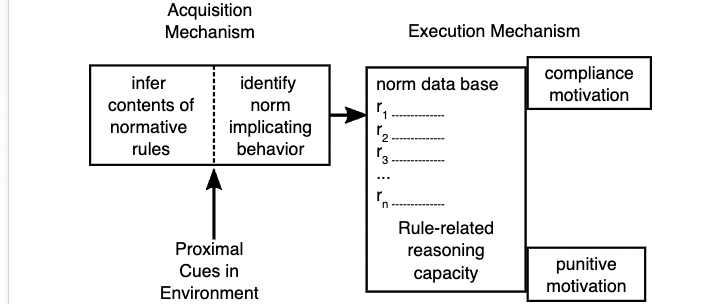 Acquisition
Mechanism
Execution Mechanism
infer
contents of
normative
rules
identify
norm
implicating
behavior
norm data base
r1 --------------
r2 --------------
r3 --------------
...
rn --------------
Rule-related
reasoning
capacity
compliance
motivation
punitive
motivation
Proximal
Cues in
Environment